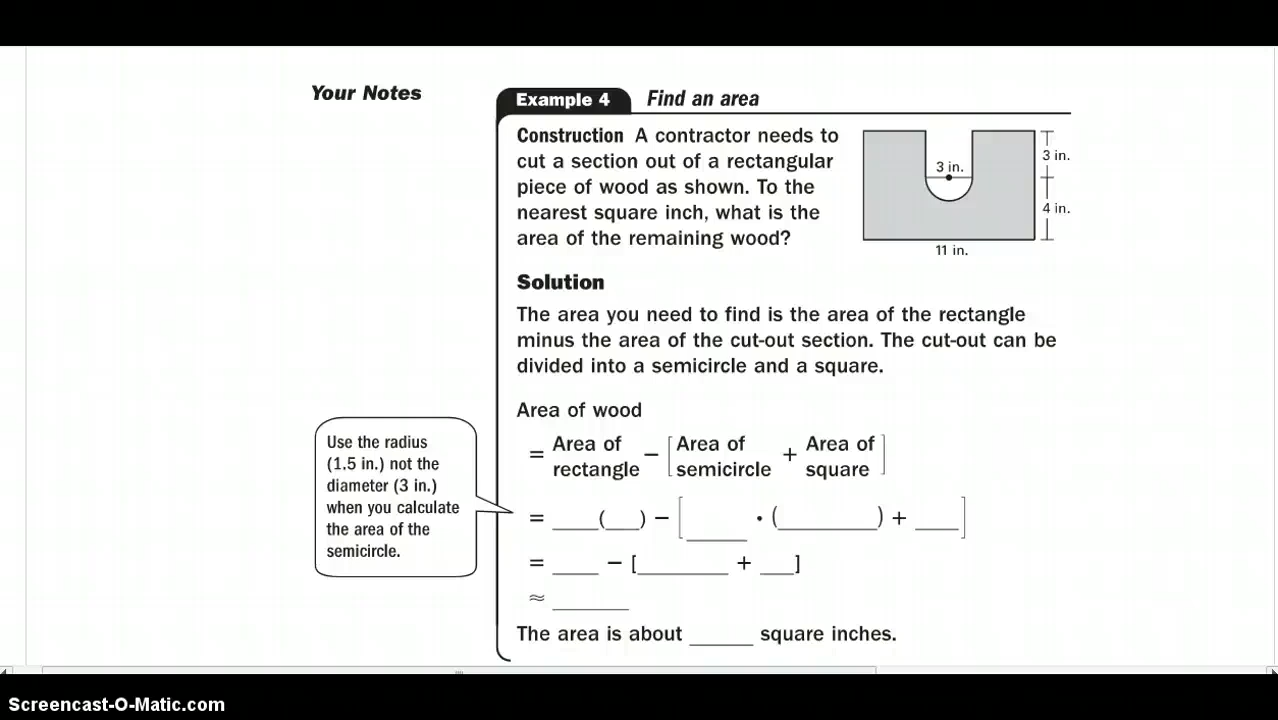 Your Notes
Example 4 Find an area
Construction A contractor needs to
cut a section out of a rectangular
piece of wood as shown. To the
nearest square inch, what is the
area of the remaining wood?
3 in.
3 in.
4 in.
11 in.
Solution
The area you need to find is the area of the rectangle
minus the area of the cut-out section. The cut-out can be
divided into a semicircle and a square.
Area of wood
= Area of rectangle − [Area of semicircle + Area of square]
Use the radius
(1.5 in.) not the
diameter (3 in.)
when you calculate
the area of the
semicircle.
= ____(___) − [_____ • (________) + ____]
= ____ − [________ + ___]
≈ _______
The area is about ______ square inches.
Screencast-O-Matic.com